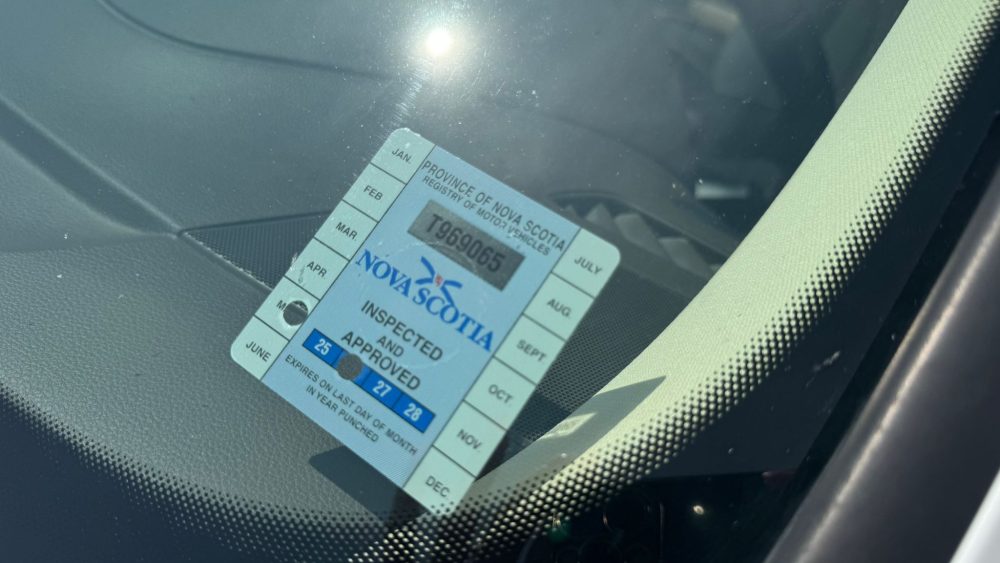 JAN.
FEB
MAR.
APR
JUNE
PROVINCE OF NOVA SCOTIA
REGISTRY OF MOTOR VEHICLES
T969065
NOVA SCOTIA
INSPECTED
AND
APPROVED
25 27 28
EXPIRES ON LAST DAY OF MONTH
IN YEAR PUNCHED
JULY
AUG.
SEPT
OCT.
NOV.
DEC.